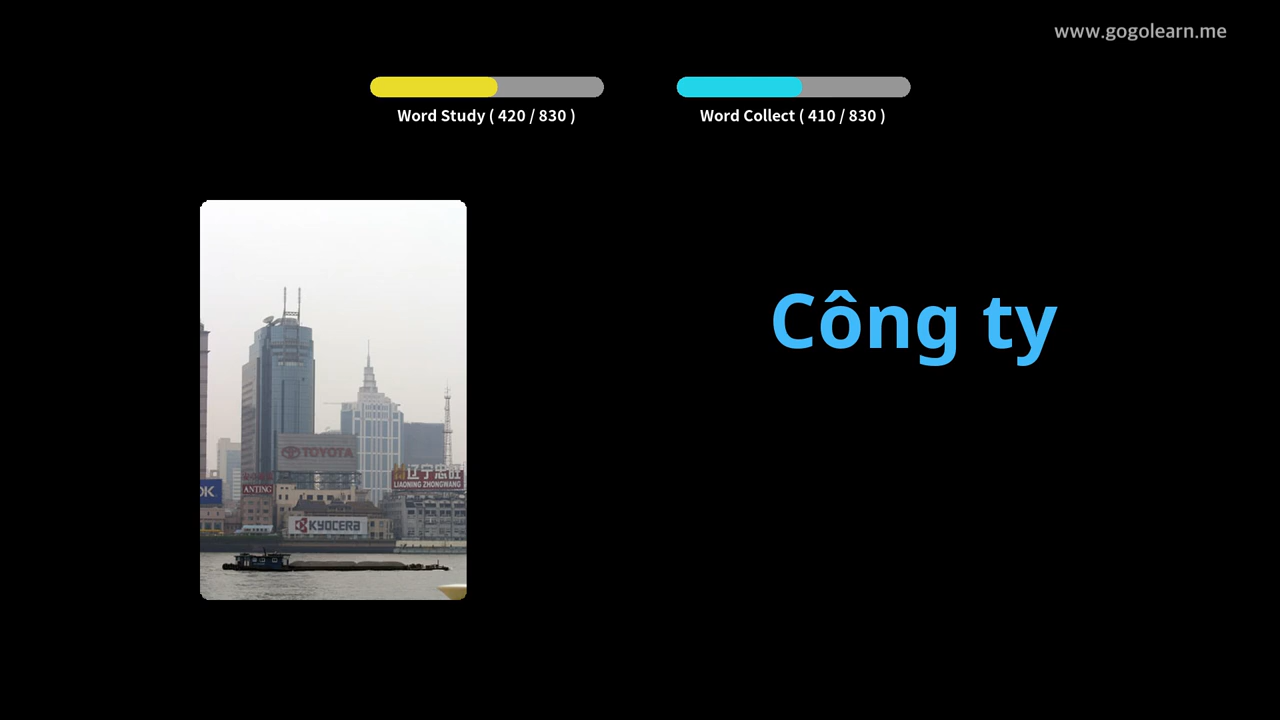 www.gogolearn.me
Word Study ( 420 / 830 )
Word Collect ( 410 / 830 )
Công ty
TOYOTA
辽宁忠旺
LIAONING ZHONGWANG
OK
ANTING
KYOCERA